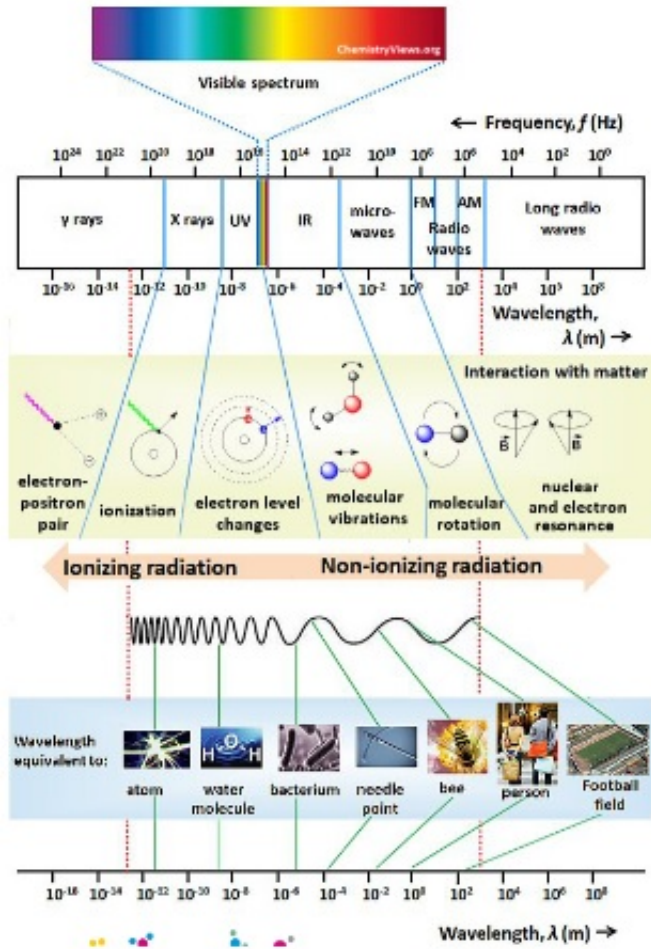 ChemistryViews.org
Visible spectrum
← Frequency, f (Hz)
10²⁴ 10²² 10²⁰ 10¹⁸ 10¹⁶ 10¹⁴ 10¹² 10¹⁰ 10⁸ 10⁶ 10⁴ 10² 10⁰
γ rays X rays UV IR micro-waves FM AM Radio waves Long radio waves
10⁻¹⁶ 10⁻¹⁴ 10⁻¹² 10⁻¹⁰ 10⁻⁸ 10⁻⁶ 10⁻⁴ 10⁻² 10⁰ 10² 10⁴ 10⁶ 10⁸
Wavelength,
λ (m) →
Interaction with matter
e e
B B
electron-positron pair
ionization
electron level changes
molecular vibrations
molecular rotation
nuclear and electron resonance
Ionizing radiation Non-ionizing radiation
Wavelength equivalent to:
H O H
atom
water molecule
bacterium
needle point
bee
person
Football field
10⁻¹⁶ 10⁻¹⁴ 10⁻¹² 10⁻¹⁰ 10⁻⁸ 10⁻⁶ 10⁻⁴ 10⁻² 10⁰ 10² 10⁴ 10⁶ 10⁸
Wavelength, λ (m) →